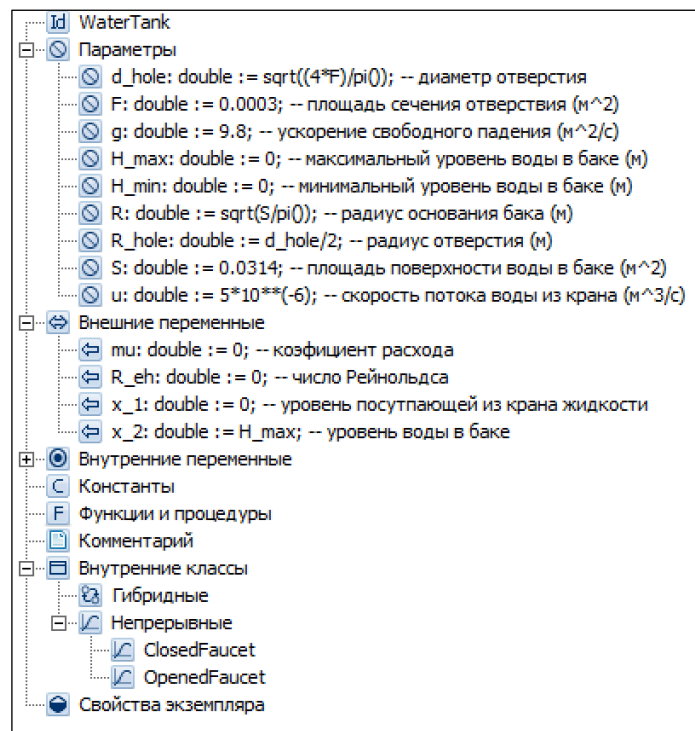 Id WaterTank
Параметры
d_hole: double := sqrt((4*F)/pi()); -- диаметр отверстия
F: double := 0.0003; -- площадь сечения отверствия (м^2)
g: double := 9.8; -- ускорение свободного падения (м^2/с)
H_max: double := 0; -- максимальный уровень воды в баке (м)
H_min: double := 0; -- минимальный уровень воды в баке (м)
R: double := sqrt(S/pi()); -- радиус основания бака (м)
R_hole: double := d_hole/2; -- радиус отверстия (м)
S: double := 0.0314; -- площадь поверхности воды в баке (м^2)
u: double := 5*10**(-6); -- скорость потока воды из крана (м^3/с)
Внешние переменные
mu: double := 0; -- коэфициент расхода
R_eh: double := 0; -- число Рейнольдса
x_1: double := 0; -- уровень посутпающей из крана жидкости
x_2: double := H_max; -- уровень воды в баке
Внутренние переменные
C Константы
F Функции и процедуры
Комментарий
Внутренние классы
Гибридные
Непрерывные
ClosedFaucet
OpenedFaucet
Свойства экземпляра